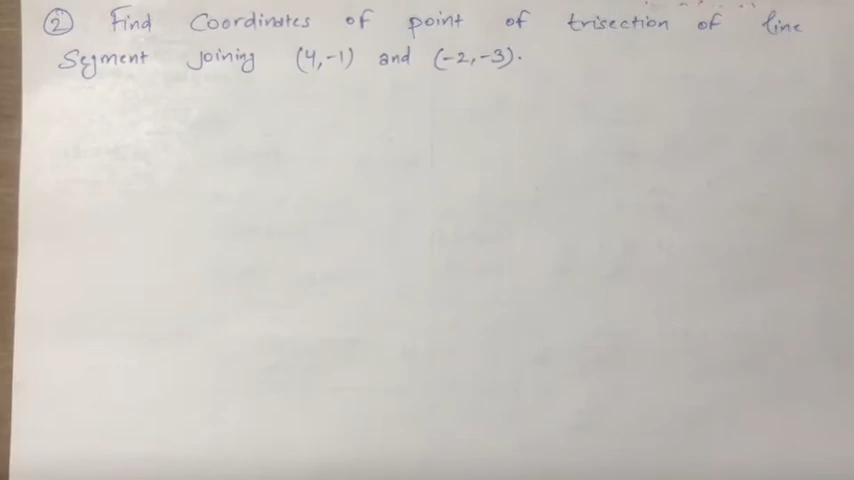 ② Find Coordinates of point of trisection of line
Segment Joining (4,-1) and (-2,-3).